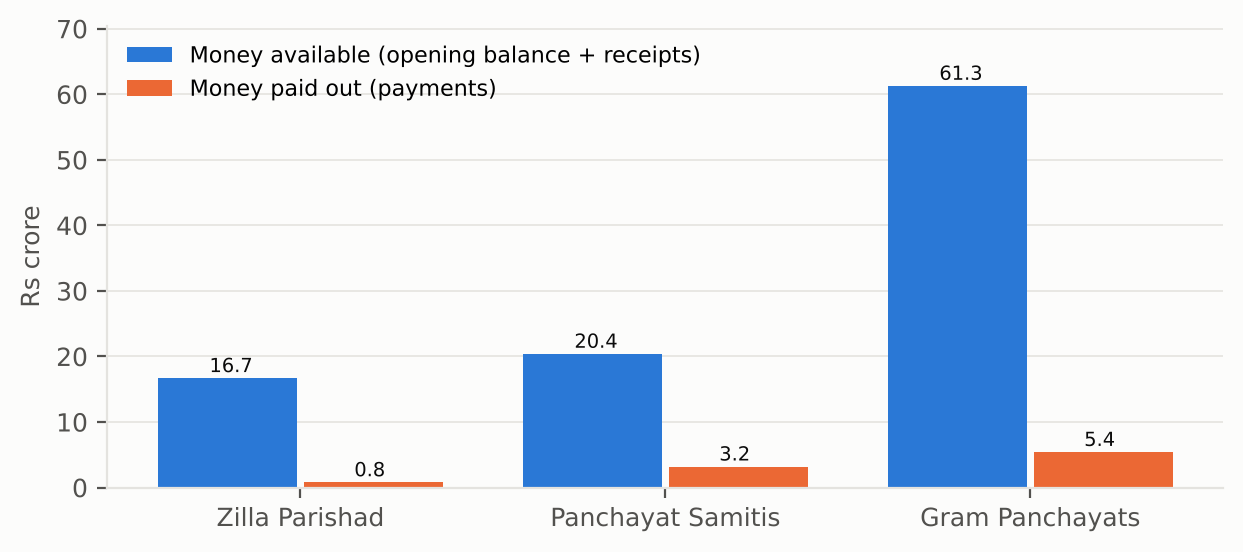 Money available (opening balance + receipts)
Money paid out (payments)
Rs crore
70
60
50
40
30
20
10
0
16.7
0.8
20.4
3.2
61.3
5.4
Zilla Parishad
Panchayat Samitis
Gram Panchayats